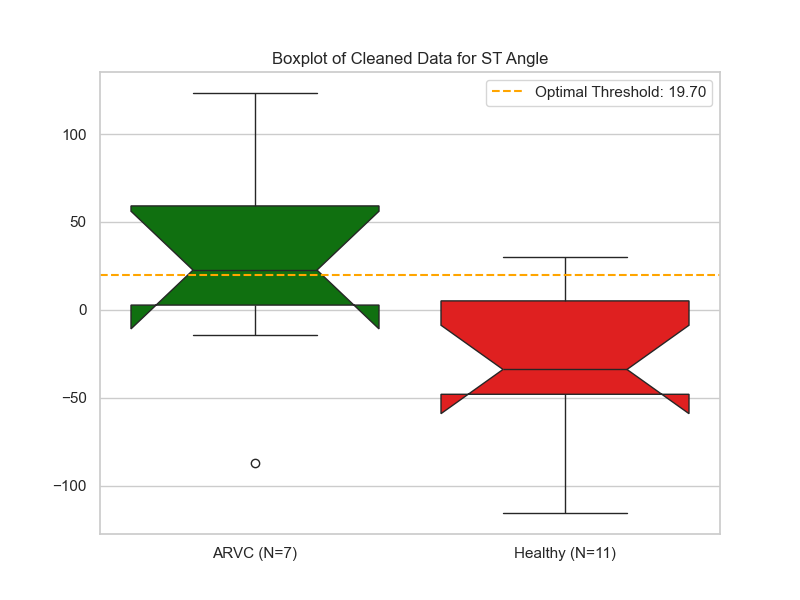 Boxplot of Cleaned Data for ST Angle
Optimal Threshold: 19.70
100
50
0
−50
−100
ARVC (N=7)
Healthy (N=11)